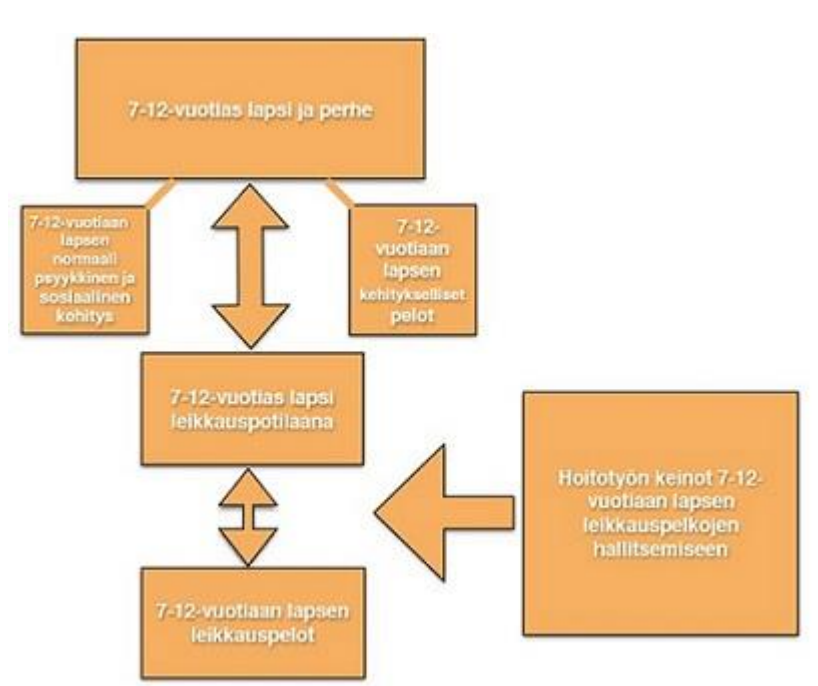 7-12-vuotias lapsi ja perhe
7-12-vuotiaan
lapsen
normaali
psyykkinen ja
sosiaalinen
kehitys
7-12-
vuotiaan
lapsen
kehitykselliset
pelot
7-12-vuotias lapsi
leikkauspotilaana
Hoitotyön keinot 7-12-
vuotiaan lapsen
leikkauspelkojen
hallitsemiseen
7-12-vuotiaan lapsen
leikkauspelot